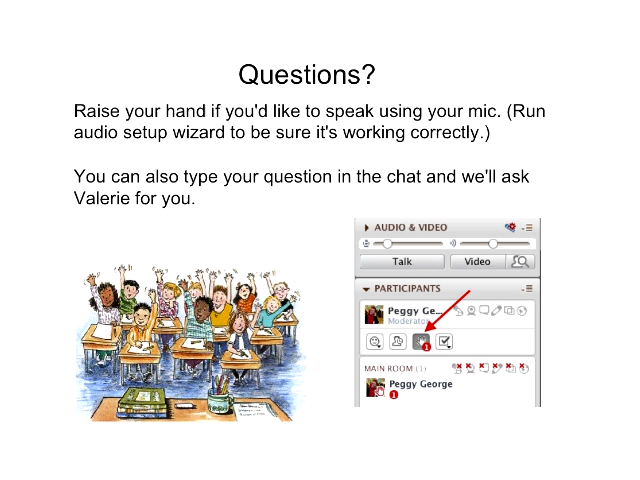 Questions?
Raise your hand if you'd like to speak using your mic. (Run
audio setup wizard to be sure it's working correctly.)
You can also type your question in the chat and we'll ask
Valerie for you.
AUDIO & VIDEO
Talk
Video
PARTICIPANTS
Peggy Ge...
Moderator
1
MAIN ROOM (1)
Peggy George
1